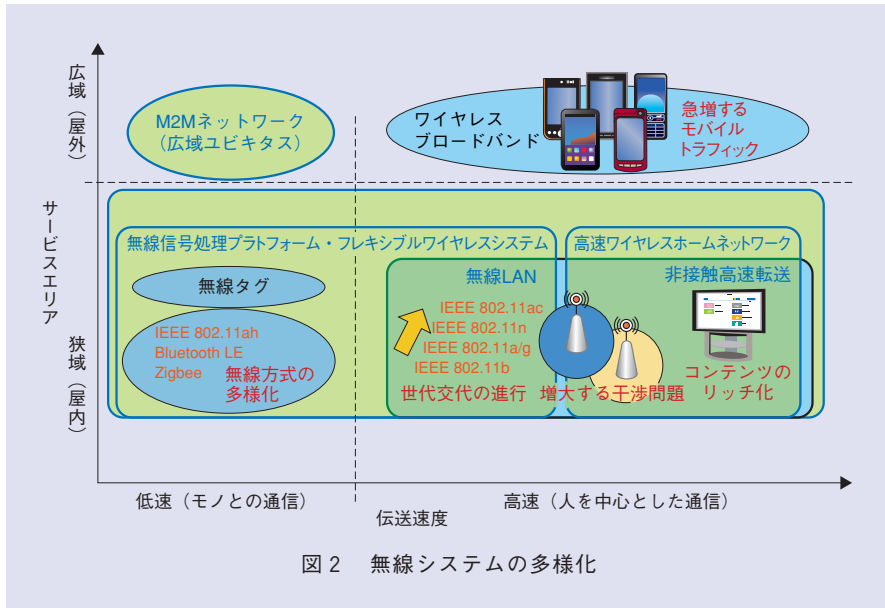 広域（屋外）
M2Mネットワーク
（広域ユビキタス）
ワイヤレス
ブロードバンド
急増する
モバイル
トラフィック
サービスエリア
無線信号処理プラットフォーム・フレキシブルワイヤレスシステム
高速ワイヤレスホームネットワーク
無線LAN
非接触高速転送
無線タグ
IEEE 802.11ac
IEEE 802.11n
IEEE 802.11a/g
IEEE 802.11b
IEEE 802.11ah
Bluetooth LE
Zigbee
無線方式の
多様化
世代交代の進行
増大する干渉問題
コンテンツの
リッチ化
狭域（屋内）
低速（モノとの通信）
高速（人を中心とした通信）
伝送速度
図2 無線システムの多様化